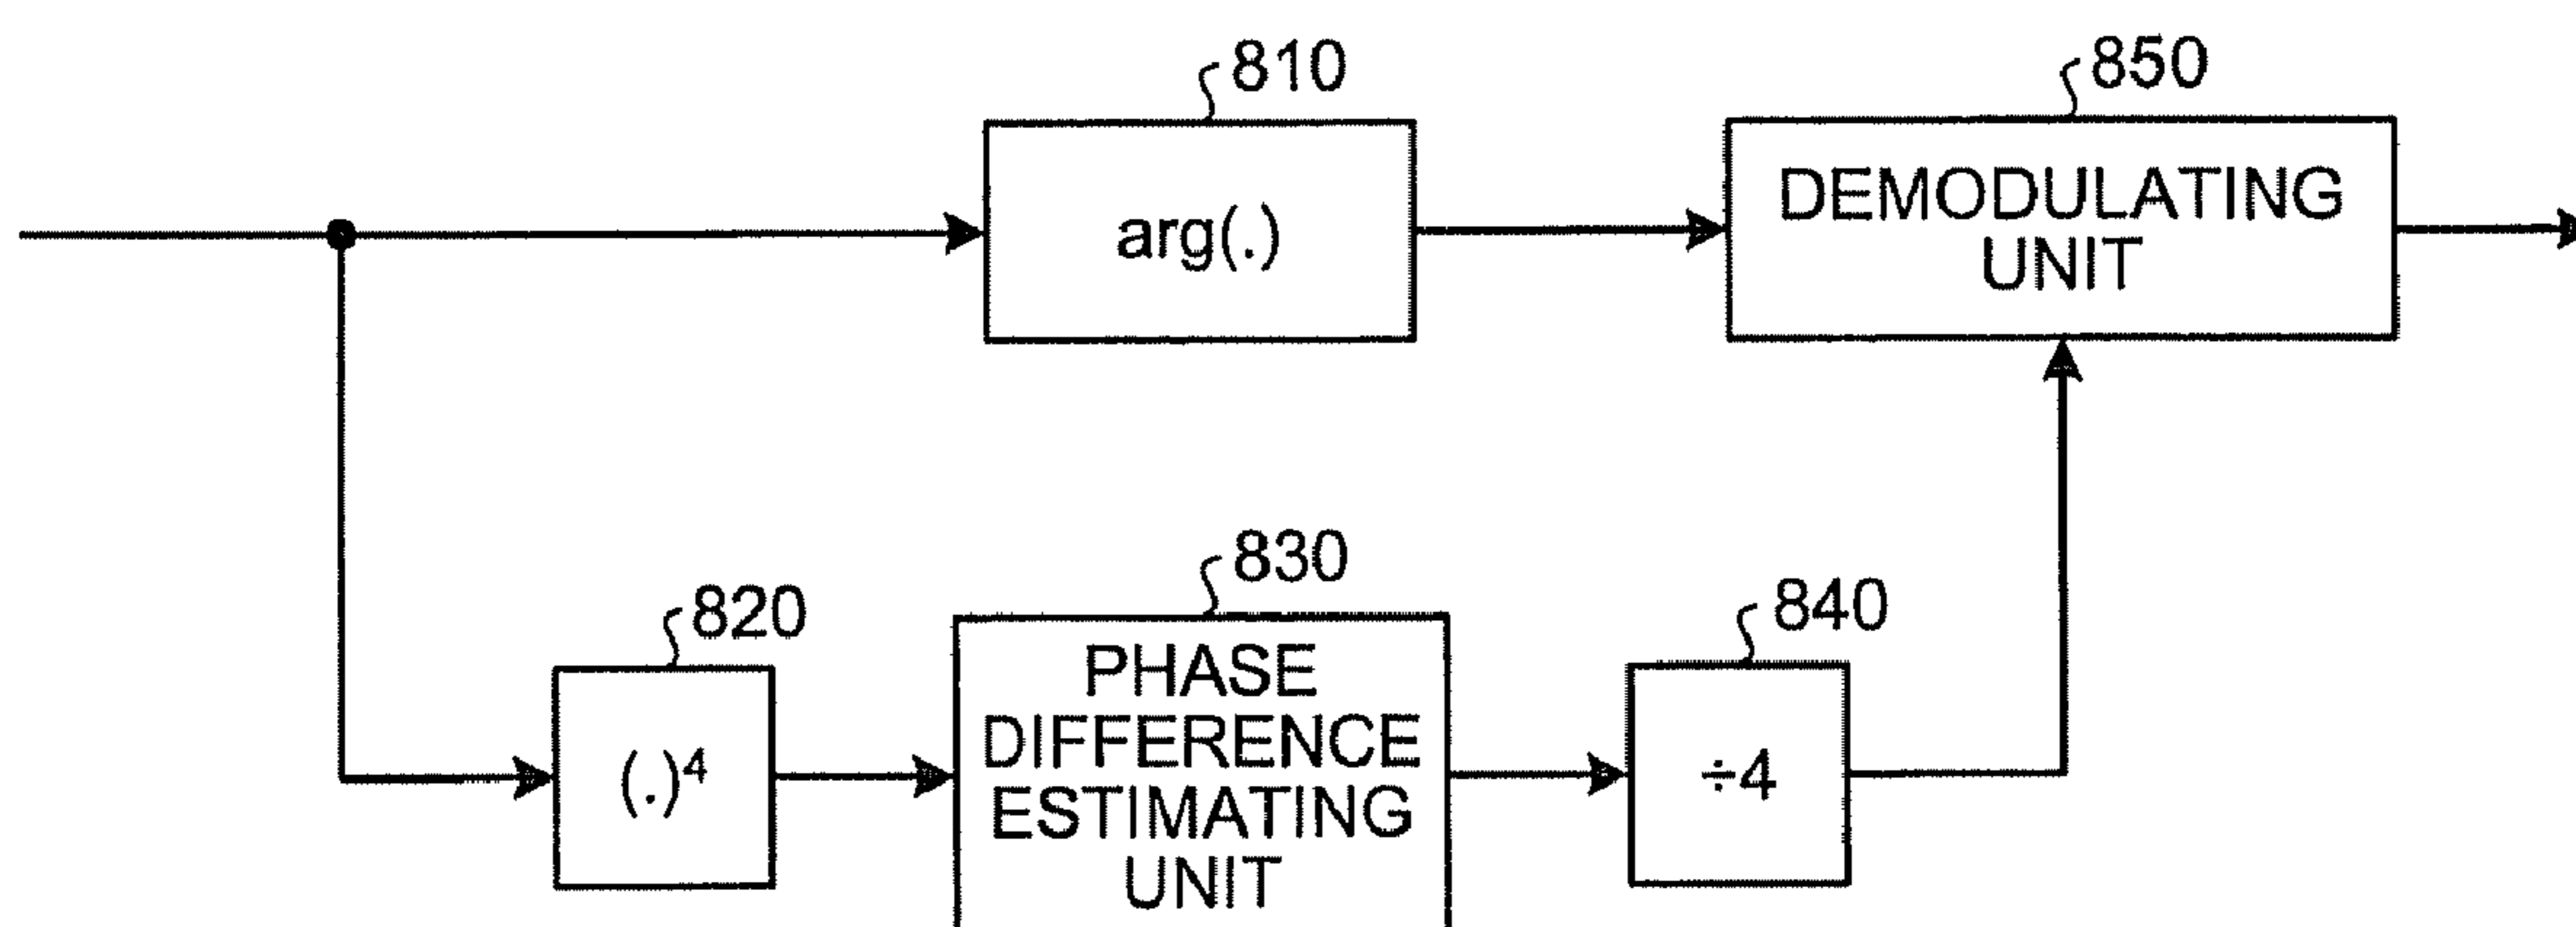 810
arg(.)
850
DEMODULATING
UNIT
820
(.)⁴
830
PHASE
DIFFERENCE
ESTIMATING
UNIT
840
÷4